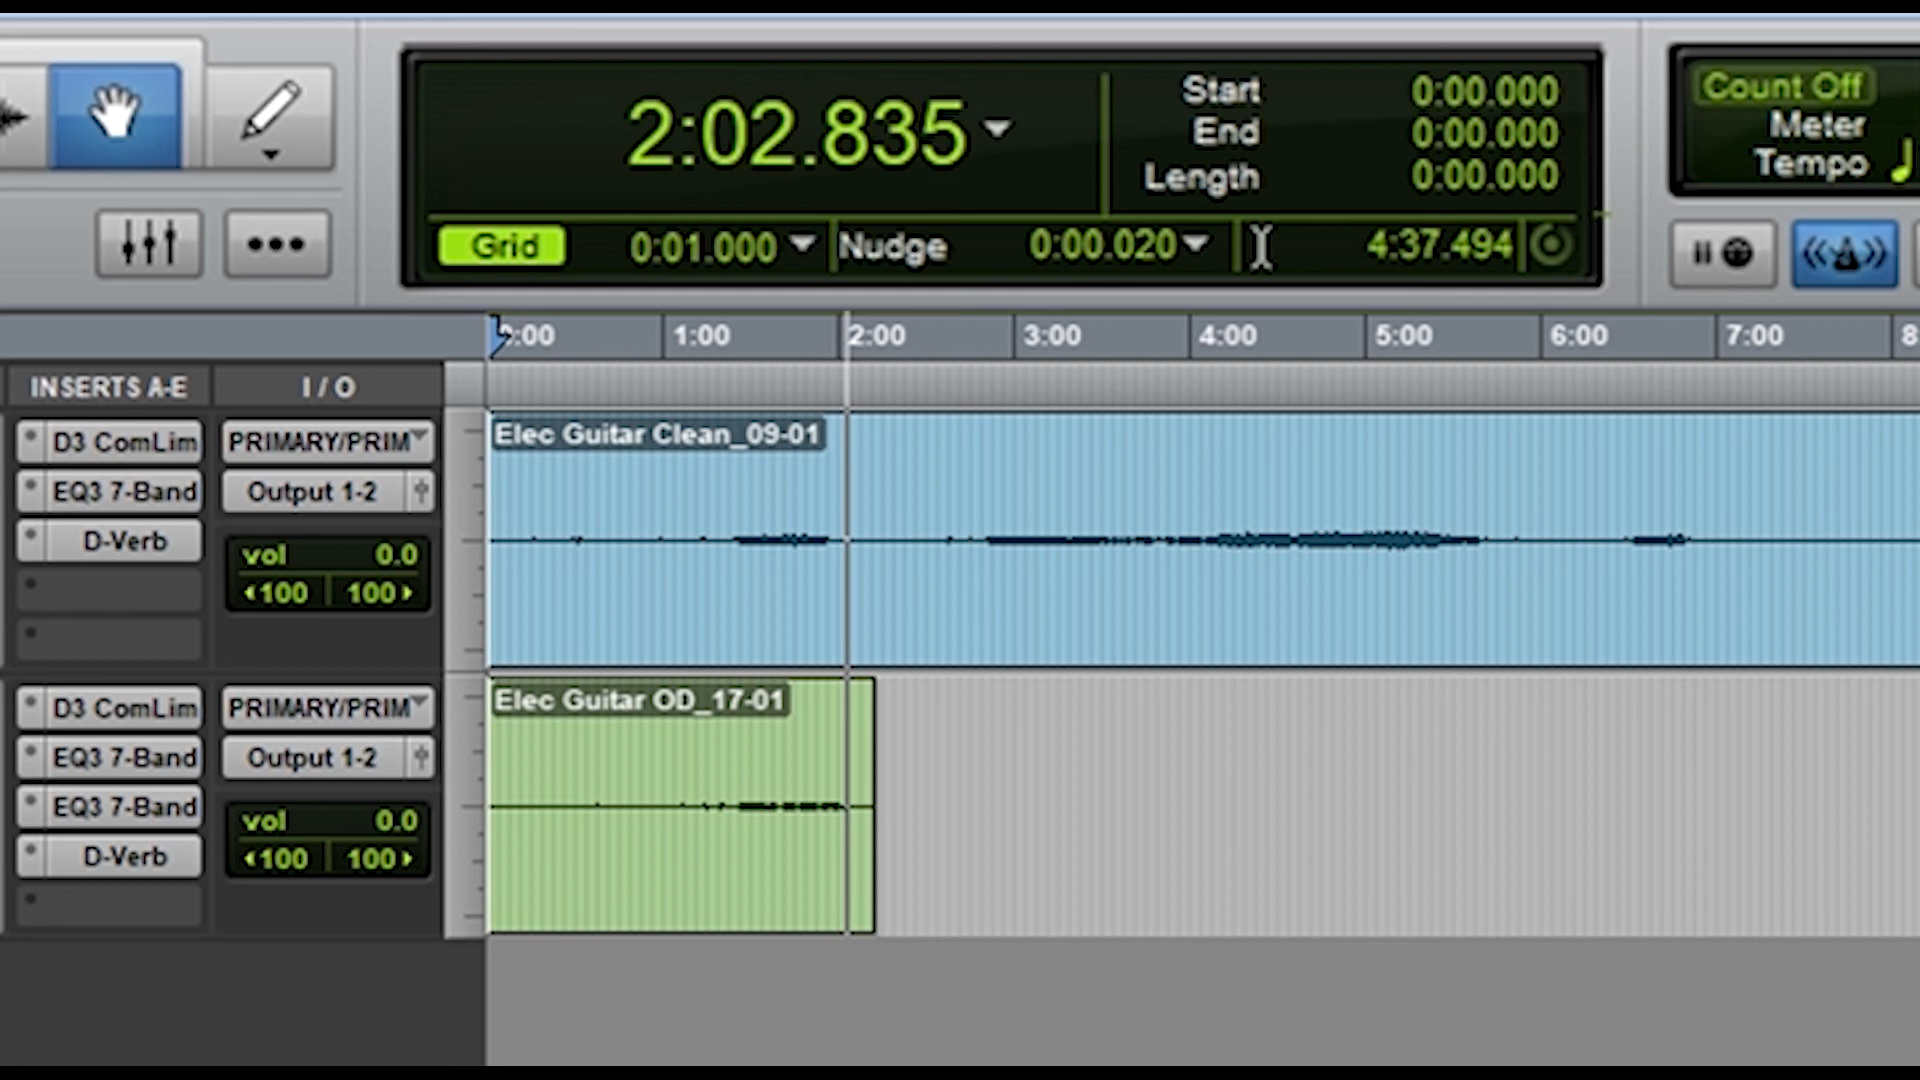 2:02.835
Start 0:00.000
End 0:00.000
Length 0:00.000
Count Off
Meter
Tempo
Grid 0:01.000 Nudge 0:00.020 4:37.494
1:00 2:00 3:00 4:00 5:00 6:00 7:00 8
INSERTS A-E I / O
D3 ComLim PRIMARY/PRIM
EQ3 7-Band Output 1-2
D-Verb
vol 0.0
100 100
Elec Guitar Clean_09-01
D3 ComLim PRIMARY/PRIM
EQ3 7-Band Output 1-2
EQ3 7-Band
D-Verb
vol 0.0
100 100
Elec Guitar OD_17-01